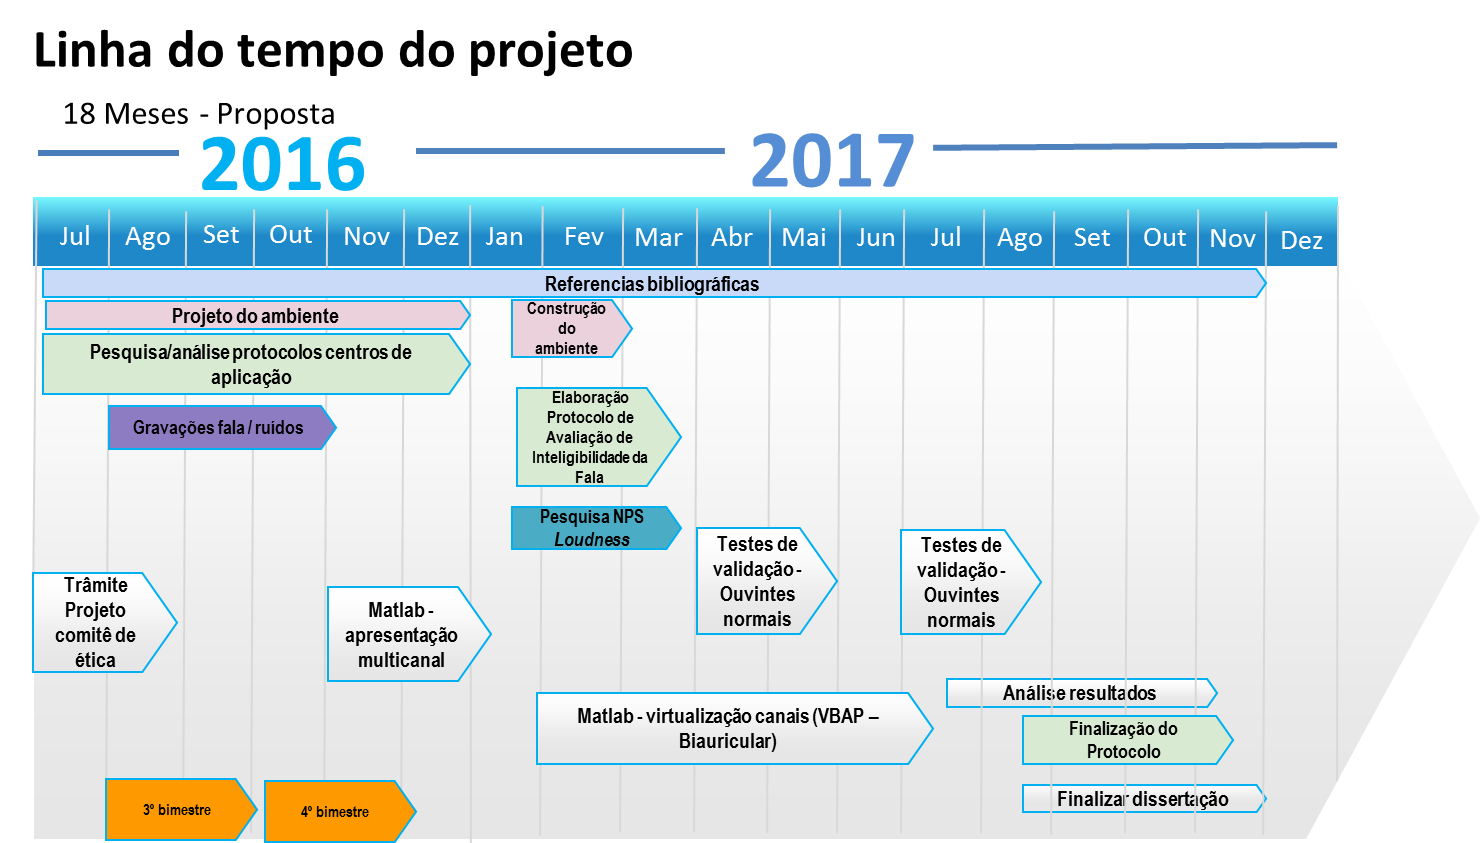 Linha do tempo do projeto
18 Meses - Proposta
2016
2017
Jul Ago Set Out Nov Dez Jan Fev Mar Abr Mai Jun Jul Ago Set Out Nov Dez
Referencias bibliográficas
Projeto do ambiente
Construção
do
ambiente
Pesquisa/análise protocolos centros de
aplicação
Gravações fala / ruídos
Elaboração
Protocolo de
Avaliação de
Inteligibilidade da
Fala
Pesquisa NPS
Loudness
Testes de
validação -
Ouvintes
normais
Testes de
validação -
Ouvintes
normais
Trâmite
Projeto
comitê de
ética
Matlab -
apresentação
multicanal
Análise resultados
Matlab - virtualização canais (VBAP –
Biauricular)
Finalização do
Protocolo
Finalizar dissertação
3º bimestre
4º bimestre